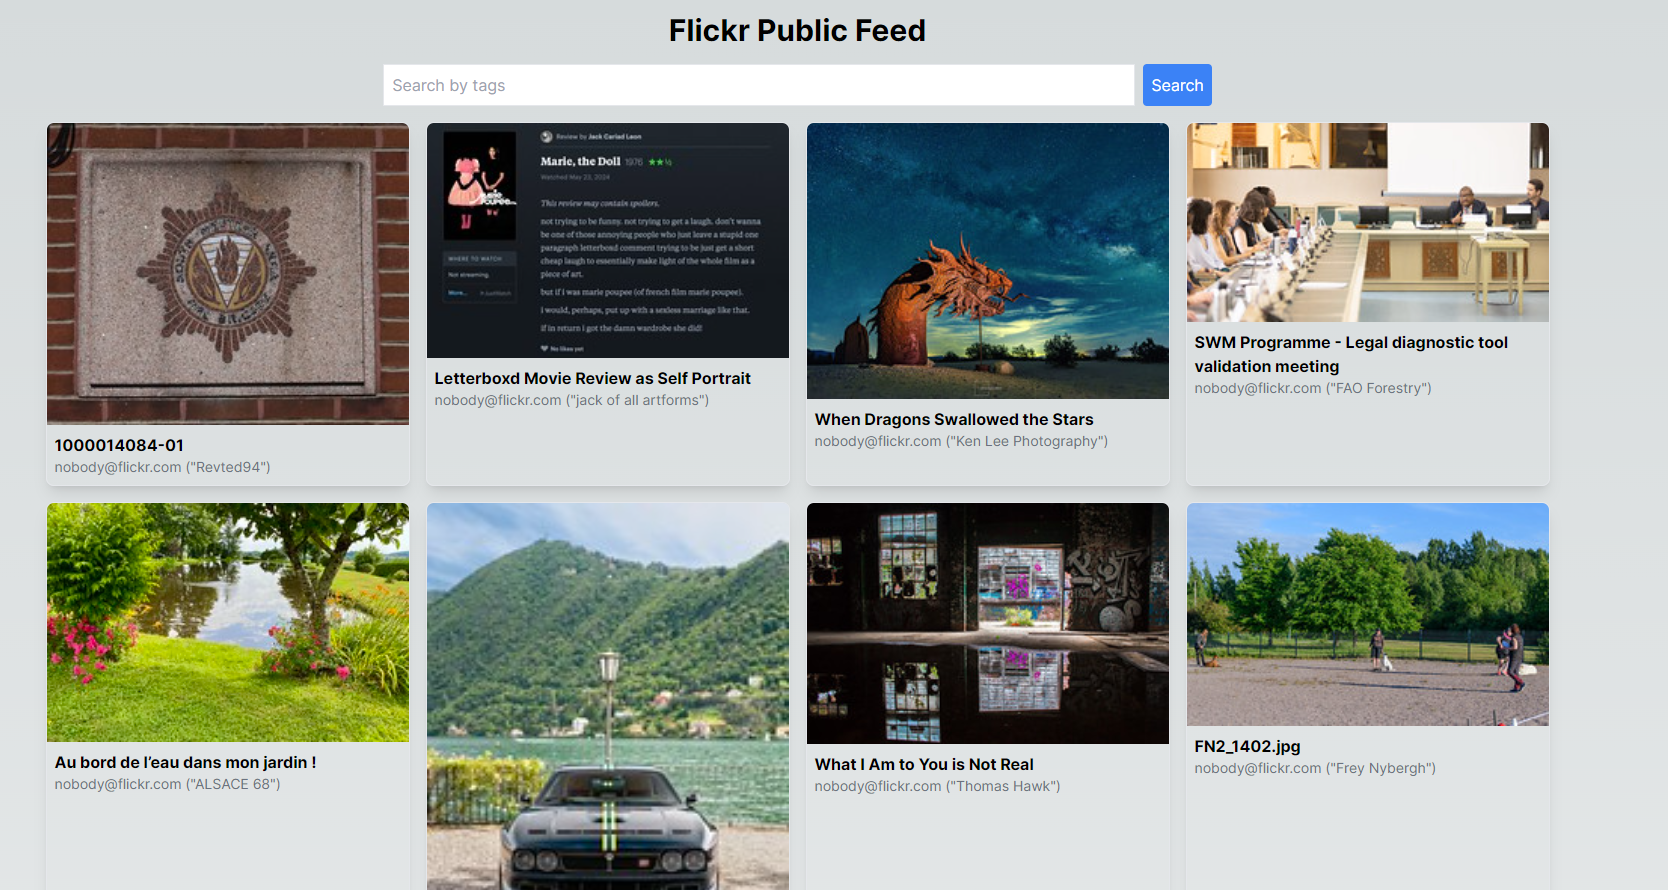 Flickr Public Feed
Search by tags
Search
Review by Jack Cariad Leon
Marie, the Doll 1976 ★★½
Watched May 23, 2024
This review may contain spoilers.
not trying to be funny. not trying to get a laugh. don't wanna
be one of those annoying people who just leave a stupid one
paragraph letterboxd comment trying to be just get a short
cheap laugh to essentially make light of the whole film as a
piece of art.
but if i was marie poupee (of french film marie poupee).
i would, perhaps, put up with a sexless marriage like that.
if in return i got the damn wardrobe she did!
No likes yet
WHERE TO WATCH
Not streaming.
More...
JustWatch
1000014084-01
nobody@flickr.com ("Revted94")
Letterboxd Movie Review as Self Portrait
nobody@flickr.com ("jack of all artforms")
When Dragons Swallowed the Stars
nobody@flickr.com ("Ken Lee Photography")
SWM Programme - Legal diagnostic tool
validation meeting
nobody@flickr.com ("FAO Forestry")
Au bord de l'eau dans mon jardin !
nobody@flickr.com ("ALSACE 68")
What I Am to You is Not Real
nobody@flickr.com ("Thomas Hawk")
FN2_1402.jpg
nobody@flickr.com ("Frey Nybergh")